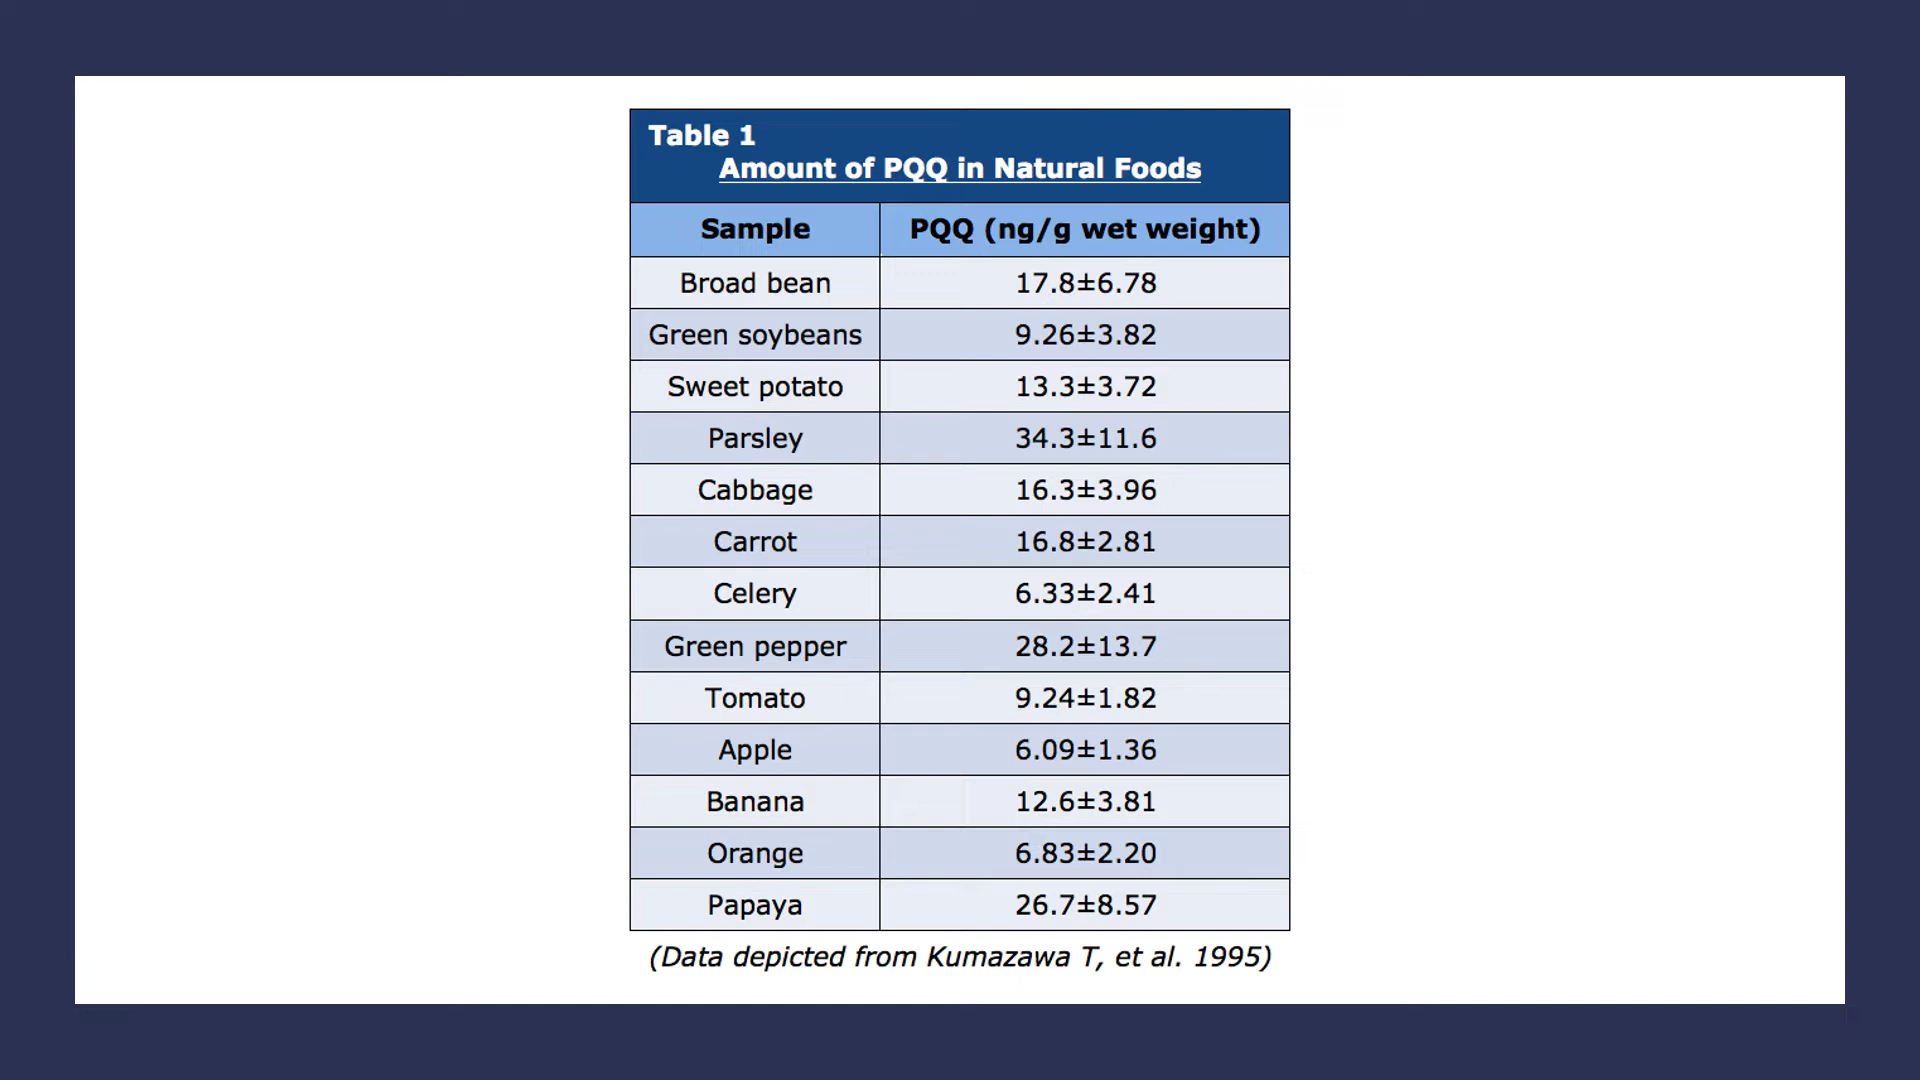 Table 1
Amount of PQQ in Natural Foods
Sample PQQ (ng/g wet weight)
Broad bean 17.8±6.78
Green soybeans 9.26±3.82
Sweet potato 13.3±3.72
Parsley 34.3±11.6
Cabbage 16.3±3.96
Carrot 16.8±2.81
Celery 6.33±2.41
Green pepper 28.2±13.7
Tomato 9.24±1.82
Apple 6.09±1.36
Banana 12.6±3.81
Orange 6.83±2.20
Papaya 26.7±8.57
(Data depicted from Kumazawa T, et al. 1995)